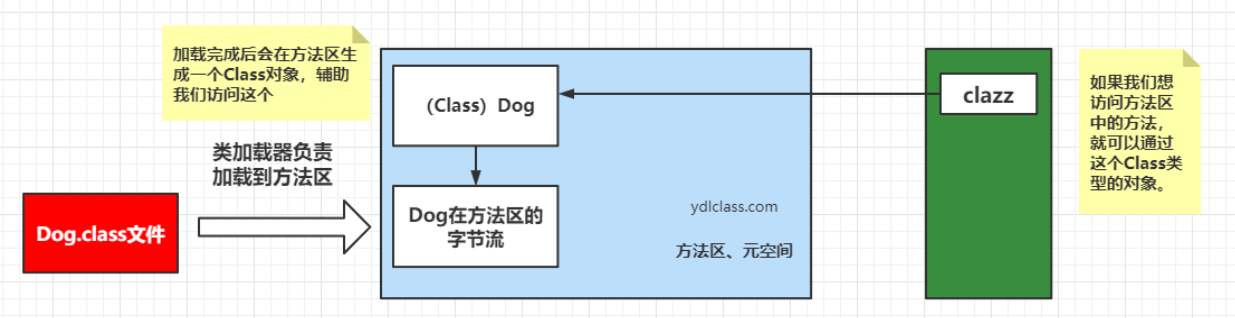 加载完成后会在方法区生
成一个Class对象，辅助
我们访问这个
类加载器负责
加载到方法区
Dog.class文件
（Class）Dog
Dog在方法区的
字节流
ydlclass.com
方法区、元空间
clazz
如果我们想
访问方法区
中的方法，
就可以通过
这个Class类
型的对象。